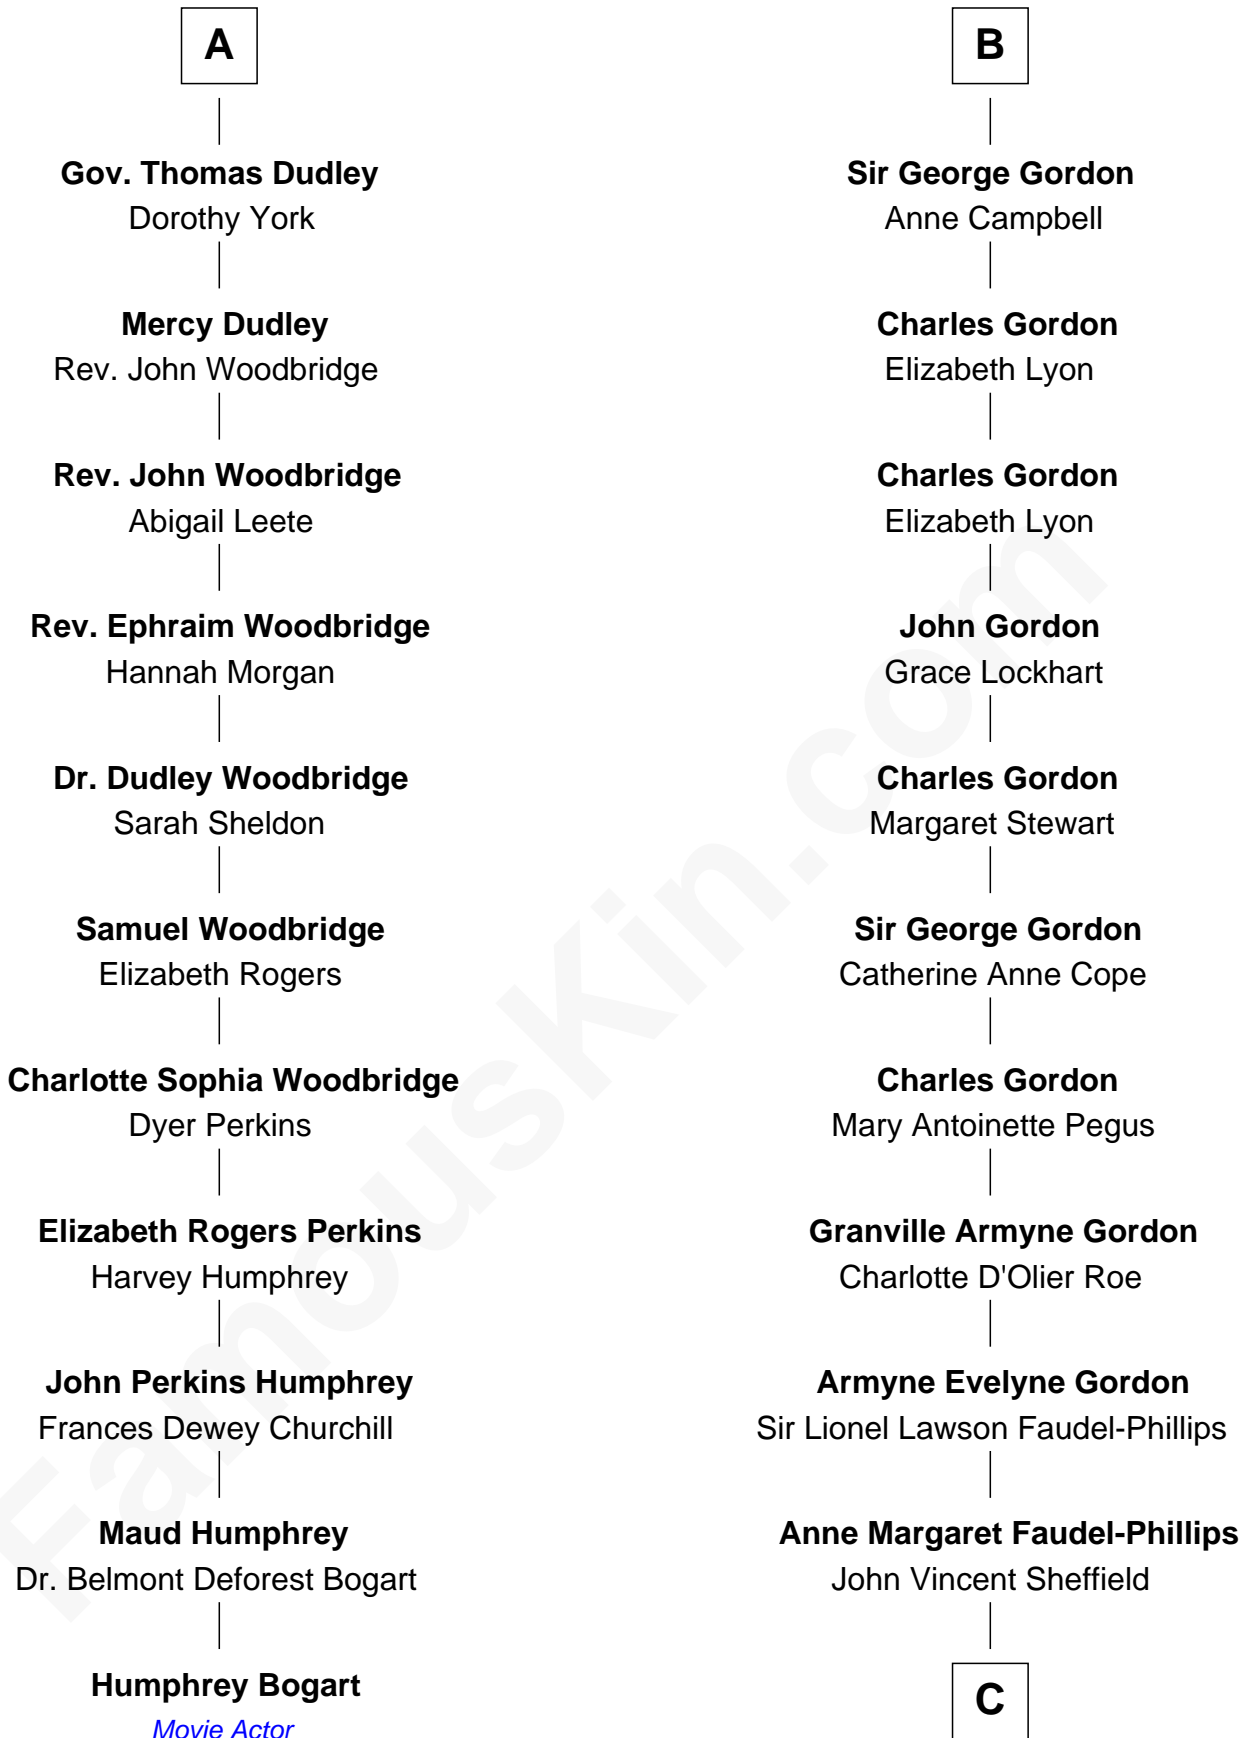 A
Gov. Thomas Dudley
Dorothy York
Mercy Dudley
Rev. John Woodbridge
Rev. John Woodbridge
Abigail Leete
Rev. Ephraim Woodbridge
Hannah Morgan
Dr. Dudley Woodbridge
Sarah Sheldon
Samuel Woodbridge
Elizabeth Rogers
Charlotte Sophia Woodbridge
Dyer Perkins
Elizabeth Rogers Perkins
Harvey Humphrey
John Perkins Humphrey
Frances Dewey Churchill
Maud Humphrey
Dr. Belmont Deforest Bogart
Humphrey Bogart
Movie Actor
B
Sir George Gordon
Anne Campbell
Charles Gordon
Elizabeth Lyon
Charles Gordon
Elizabeth Lyon
John Gordon
Grace Lockhart
Charles Gordon
Margaret Stewart
Sir George Gordon
Catherine Anne Cope
Charles Gordon
Mary Antoinette Pegus
Granville Armyne Gordon
Charlotte D'Olier Roe
Armyne Evelyne Gordon
Sir Lionel Lawson Faudel-Phillips
Anne Margaret Faudel-Phillips
John Vincent Sheffield
C
FamousKin.com